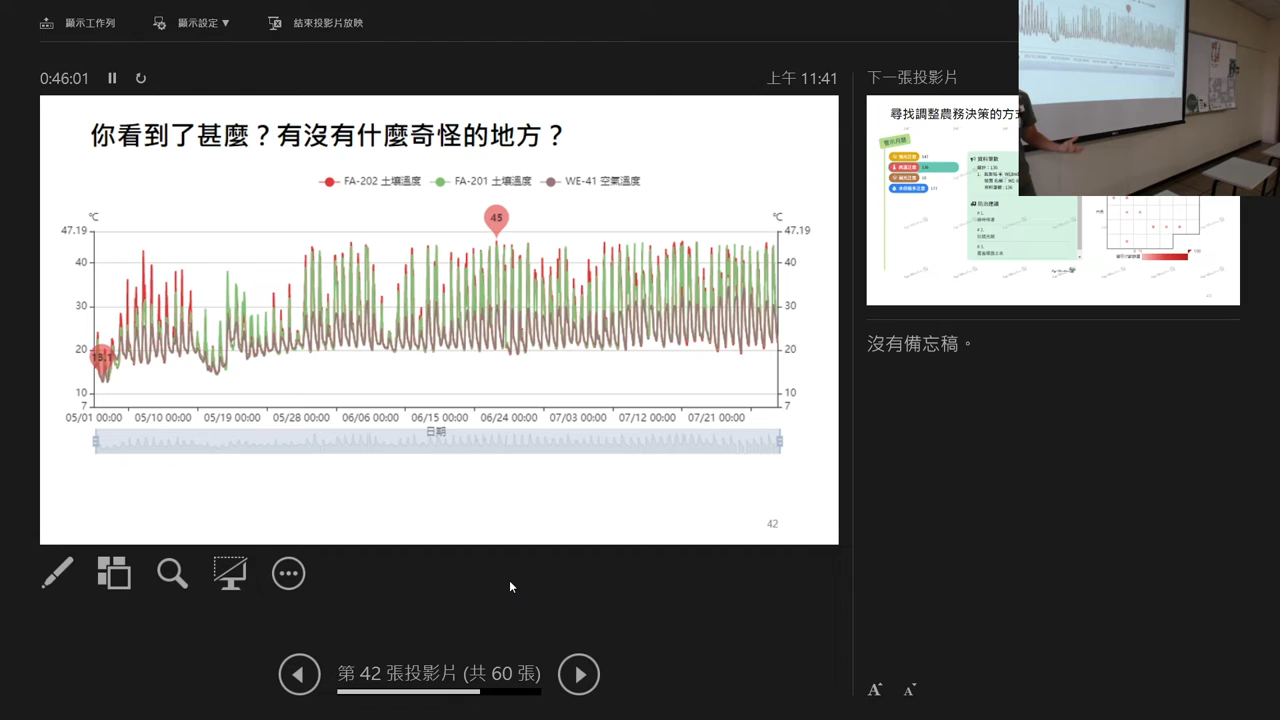 顯示工作列
顯示設定 ▼
結束投影片放映
0:46:01
上午 11:41
你看到了甚麼？有沒有什麼奇怪的地方？
FA-202 土壤溫度
FA-201 土壤溫度
WE-41 空氣溫度
℃
℃
45
47.19
47.19
40
40
30
30
13.1
20
20
10
10
7
7
05/01 00:00
05/10 00:00
05/19 00:00
05/28 00:00
06/06 00:00
06/15 00:00
06/24 00:00
07/03 00:00
07/12 00:00
07/21 00:00
日期
42
第 42 張投影片 (共 60 張)
下一張投影片
尋找調整農務決策的方
防治建議
沒有備忘稿。
A
A